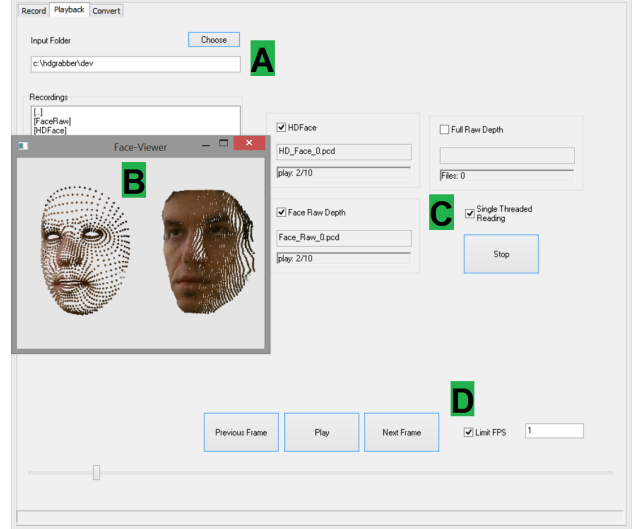 Record Playback Convert
Input Folder
Choose
A
c:\hdgrabber\dev
Recordings
[..]
[FaceRaw]
[HDFace]
Face-Viewer
B
HDFace
HD_Face_0.pcd
play: 2/10
Full Raw Depth
Files: 0
Face Raw Depth
Face_Raw_0.pcd
play: 2/10
C
Single Threaded
Reading
Stop
D
Previous Frame
Play
Next Frame
Limit FPS
1